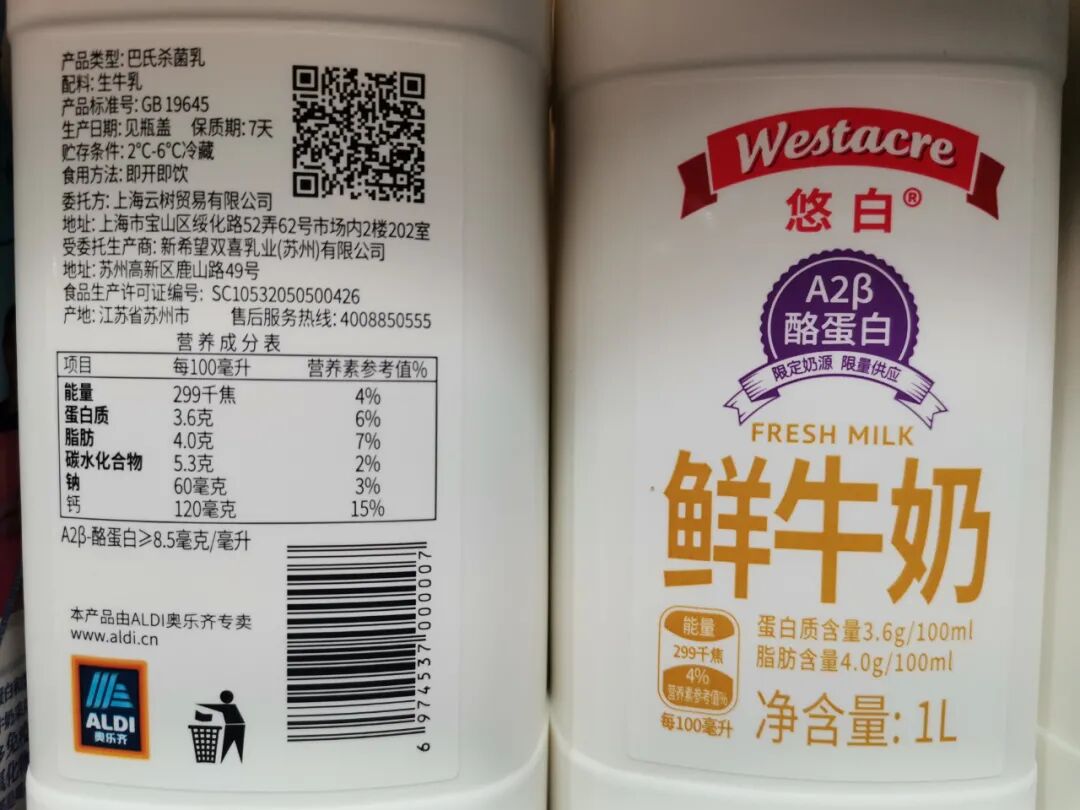 产品类型:巴氏杀菌乳
配料:生牛乳
产品标准号:GB 19645
生产日期:见瓶盖 保质期:7天
贮存条件:2°C-6°C冷藏
食用方法:即开即饮
委托方:上海云树贸易有限公司
地址:上海市宝山区绥化路52弄62号市场内2楼202室
受委托生产商:新希望双喜乳业(苏州)有限公司
地址:苏州高新区鹿山路49号
食品生产许可证编号: SC10532050500426
产地:江苏省苏州市 售后服务热线:4008850555
营养成分表
项目 每100毫升 营养素参考值%
能量 299千焦 4%
蛋白质 3.6克 6%
脂肪 4.0克 7%
碳水化合物 5.3克 2%
钠 60毫克 3%
钙 120毫克 15%
A2β-酪蛋白≥8.5毫克/毫升
本产品由ALDI奥乐齐专卖
www.aldi.cn
ALDI
奥乐齐
6 974537 000007
Westacre
悠白®
A2β
酪蛋白
限定奶源 限量供应
FRESH MILK
鲜牛奶
能量
299千焦
4%
营养素参考值%
每100毫升
蛋白质含量3.6g/100ml
脂肪含量4.0g/100ml
净含量:1L